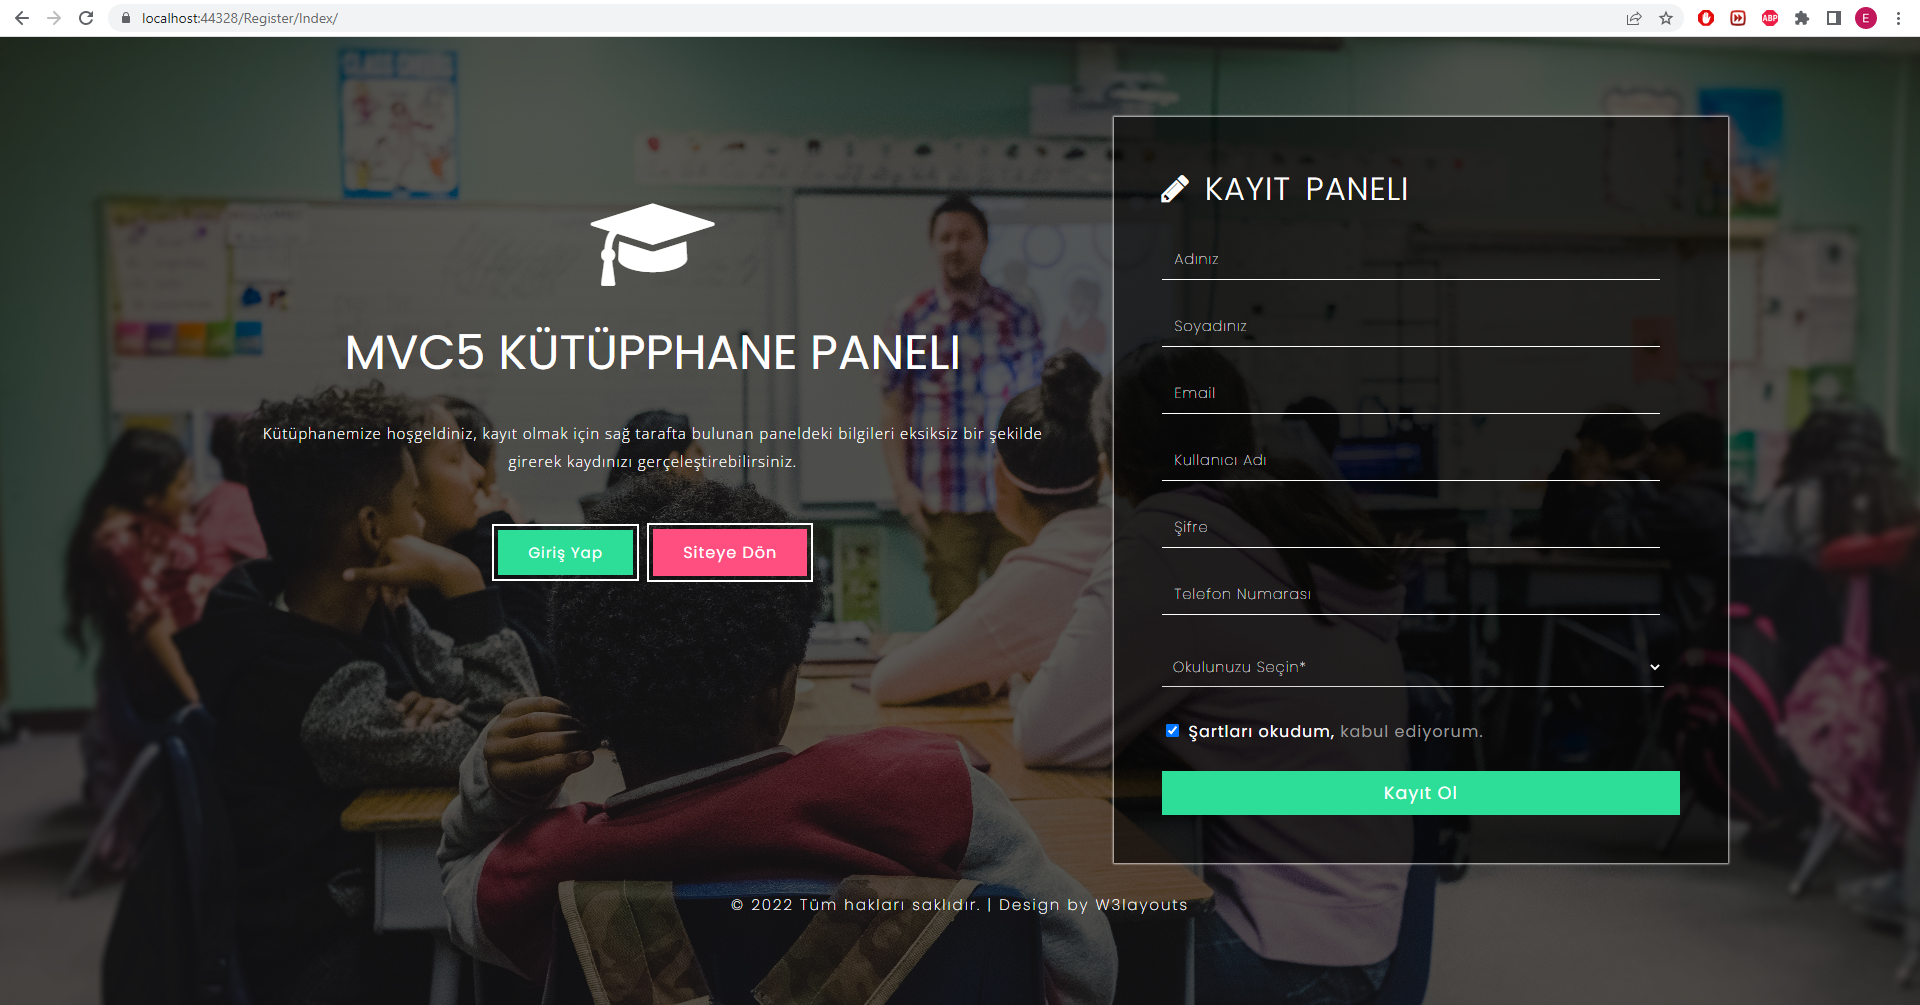 localhost:44328/Register/Index/
ABP
E
CLASS
KAYIT PANELI
MVC5 KÜTÜPPHANE PANELI
Kütüphanemize hoşgeldiniz, kayıt olmak için sağ tarafta bulunan paneldeki bilgileri eksiksiz bir şekilde
girerek kaydınızı gerçeleştirebilirsiniz.
Giriş Yap
Siteye Dön
Adınız
Soyadınız
Email
Kullanıcı Adı
Şifre
Telefon Numarası
Okulunuzu Seçin*
Şartları okudum, kabul ediyorum.
Kayıt Ol
© 2022 Tüm hakları saklıdır. | Design by W3layouts